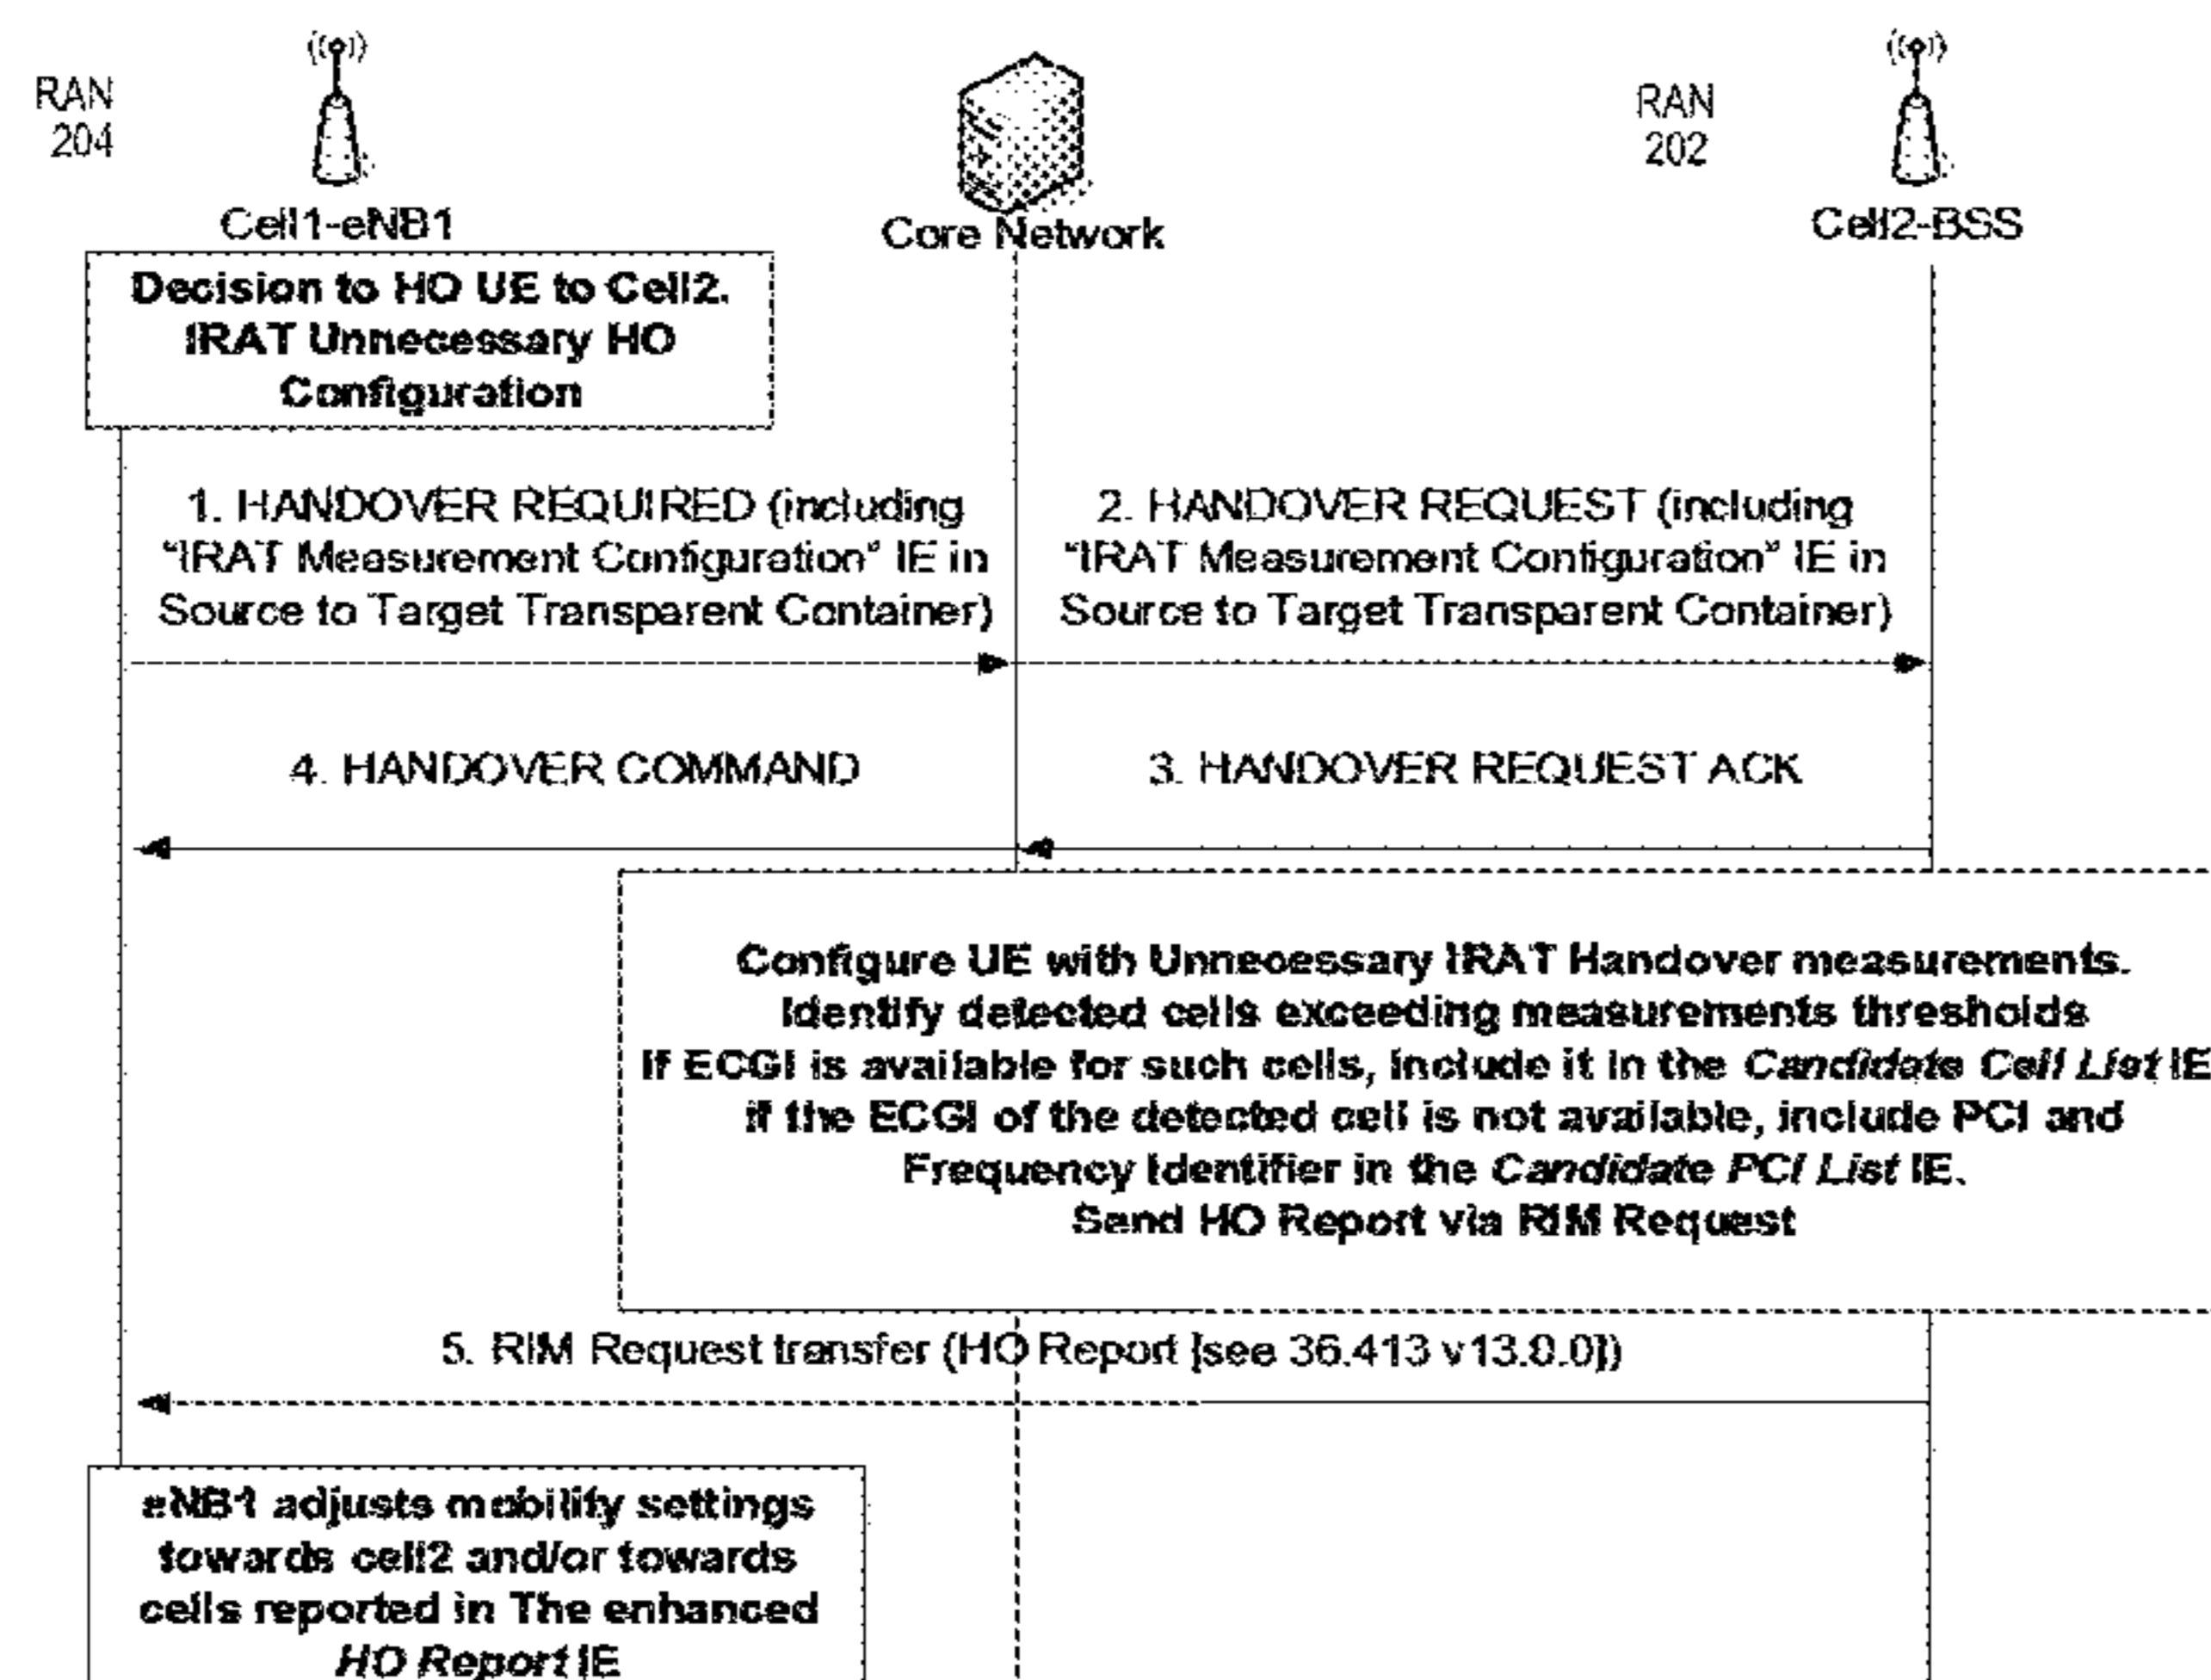 RAN
204
Cell1-eNB1
Core Network
RAN
202
Cell2-BSS
Decision to HO UE to Cell2.
IRAT Unnecessary HO
Configuration
1. HANDOVER REQUIRED (including
"IRAT Measurement Configuration" IE in
Source to Target Transparent Container)
2. HANDOVER REQUEST (including
"IRAT Measurement Configuration" IE in
Source to Target Transparent Container)
4. HANDOVER COMMAND
3. HANDOVER REQUEST ACK
Configure UE with Unnecessary IRAT Handover measurements.
Identify detected cells exceeding measurements thresholds
If ECGI is available for such cells, include it in the Candidate Cell List IE
if the ECGI of the detected cell is not available, include PCI and
Frequency Identifier in the Candidate PCI List IE.
Send HO Report via RIM Request
5. RIM Request transfer (HO Report [see 36.413 v13.0.0])
eNB1 adjusts mobility settings
towards cell2 and/or towards
cells reported in The enhanced
HO Report IE